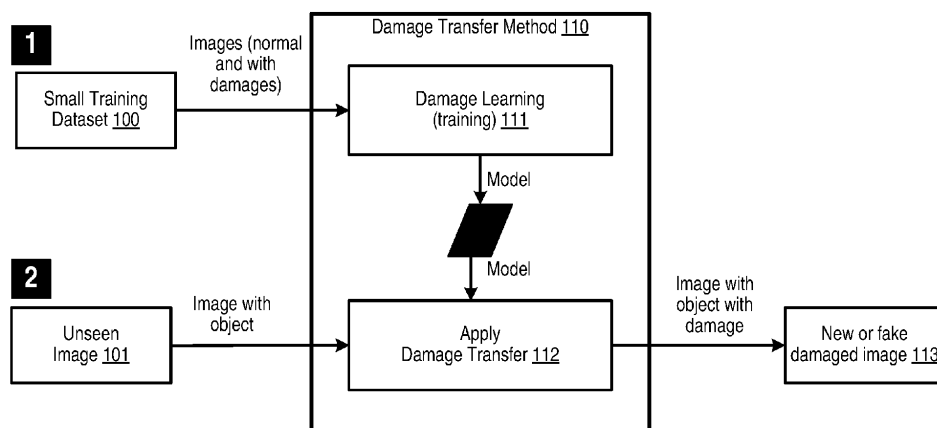 Damage Transfer Method 110
1
Images (normal
and with
damages)
Small Training
Dataset 100
Damage Learning
(training) 111
Model
Model
2
Image with
object
Unseen
Image 101
Apply
Damage Transfer 112
Image with
object with
damage
New or fake
damaged image 113